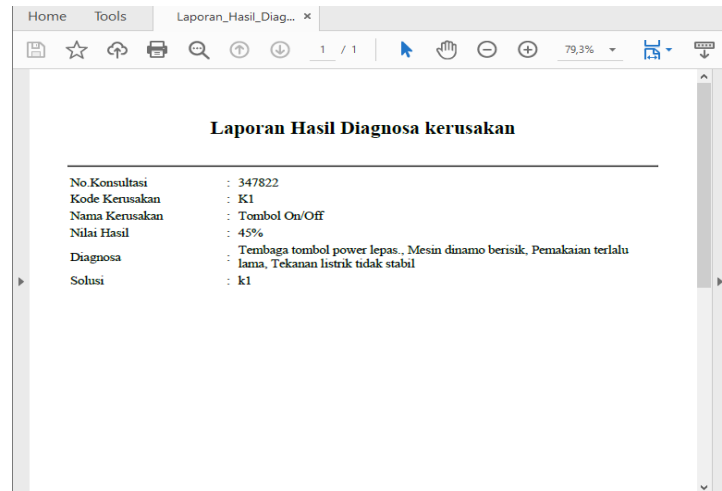 Home Tools Laporan_Hasil_Diag... ×
1 / 1 79,3%
Laporan Hasil Diagnosa kerusakan
No.Konsultasi : 347822
Kode Kerusakan : K1
Nama Kerusakan : Tombol On/Off
Nilai Hasil : 45%
Diagnosa : Tembaga tombol power lepas., Mesin dinamo berisik, Pemakaian terlalu
lama, Tekanan listrik tidak stabil
Solusi : k1